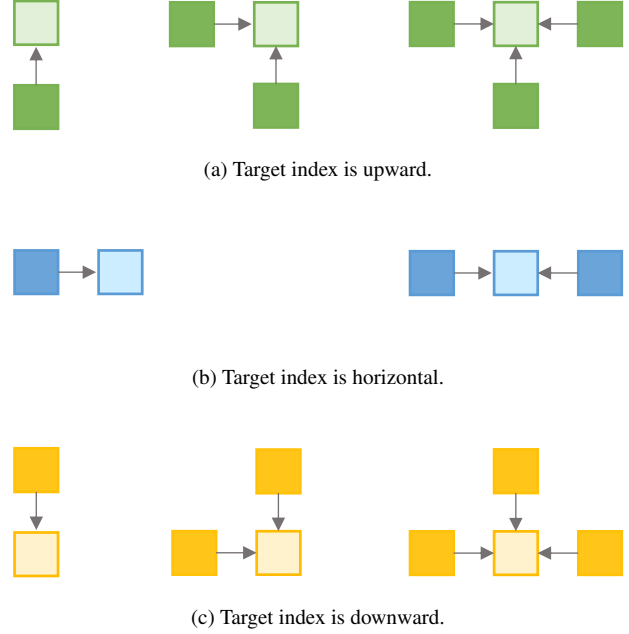 (a) Target index is upward.
(b) Target index is horizontal.
(c) Target index is downward.